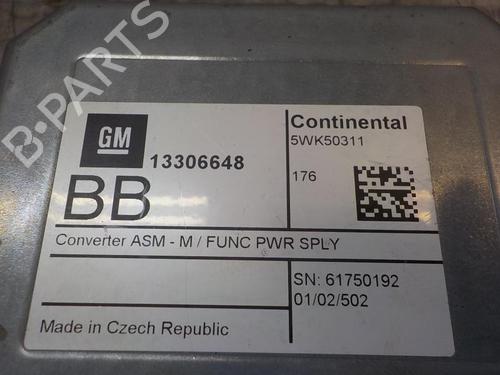 GM
13306648
BB
Continental
5WK50311
176
Converter ASM - M / FUNC PWR SPLY
SN: 61750192
01/02/502
Made in Czech Republic
B-PARTS